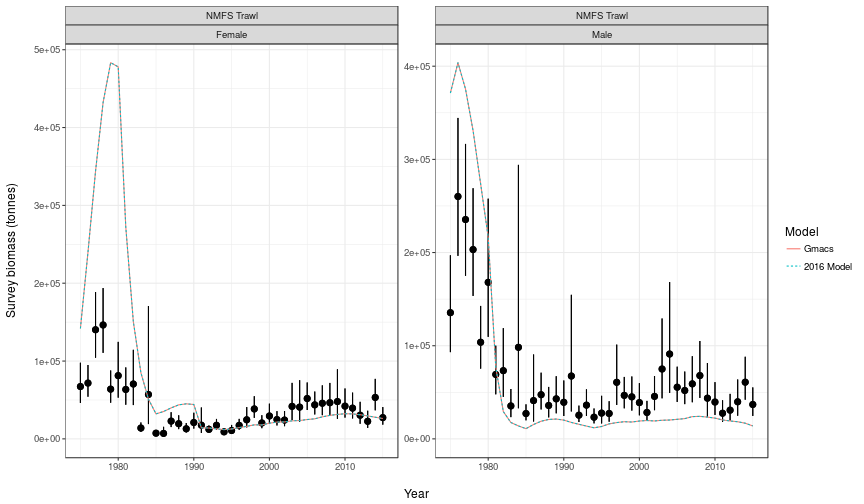 NMFS Trawl
Female
NMFS Trawl
Male
Survey biomass (tonnes)
5e+05
4e+05
3e+05
2e+05
1e+05
0e+00
4e+05
3e+05
2e+05
1e+05
0e+00
1980 1990 2000 2010
1980 1990 2000 2010
Year
Model
Gmacs
2016 Model